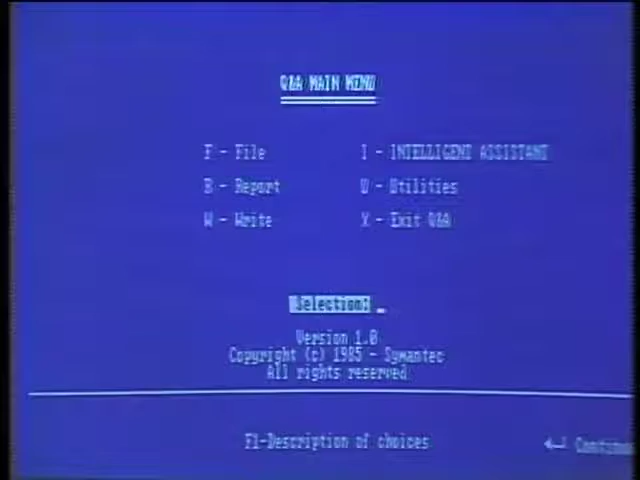 Q&A MAIN MENU
F - File I - INTELLIGENT ASSISTANT
R - Report U - Utilities
W - Write X - Exit Q&A
Selection: _
Version 1.0
Copyright (c) 1985 - Symantec
All rights reserved
F1-Description of choices ↵ Continue